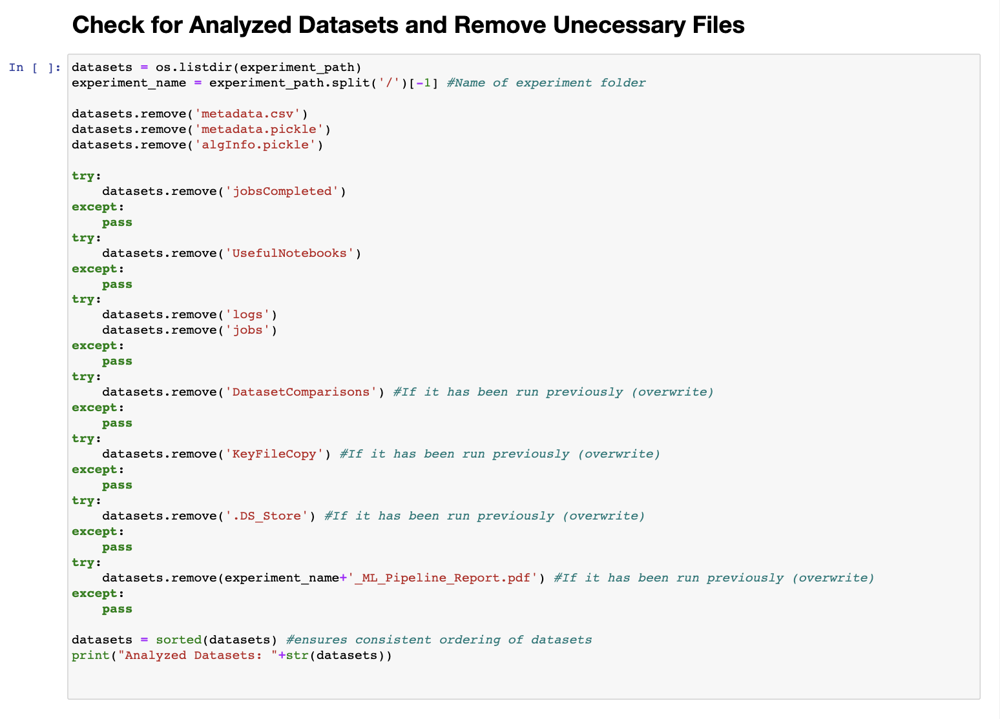 Check for Analyzed Datasets and Remove Unecessary Files
In [ ]:
datasets = os.listdir(experiment_path)
experiment_name = experiment_path.split('/')[-1] #Name of experiment folder
datasets.remove('metadata.csv')
datasets.remove('metadata.pickle')
datasets.remove('algInfo.pickle')
try:
    datasets.remove('jobsCompleted')
except:
    pass
try:
    datasets.remove('UsefulNotebooks')
except:
    pass
try:
    datasets.remove('logs')
    datasets.remove('jobs')
except:
    pass
try:
    datasets.remove('DatasetComparisons') #If it has been run previously (overwrite)
except:
    pass
try:
    datasets.remove('KeyFileCopy') #If it has been run previously (overwrite)
except:
    pass
try:
    datasets.remove('.DS_Store') #If it has been run previously (overwrite)
except:
    pass
try:
    datasets.remove(experiment_name+'_ML_Pipeline_Report.pdf') #If it has been run previously (overwrite)
except:
    pass
datasets = sorted(datasets) #ensures consistent ordering of datasets
print("Analyzed Datasets: "+str(datasets))